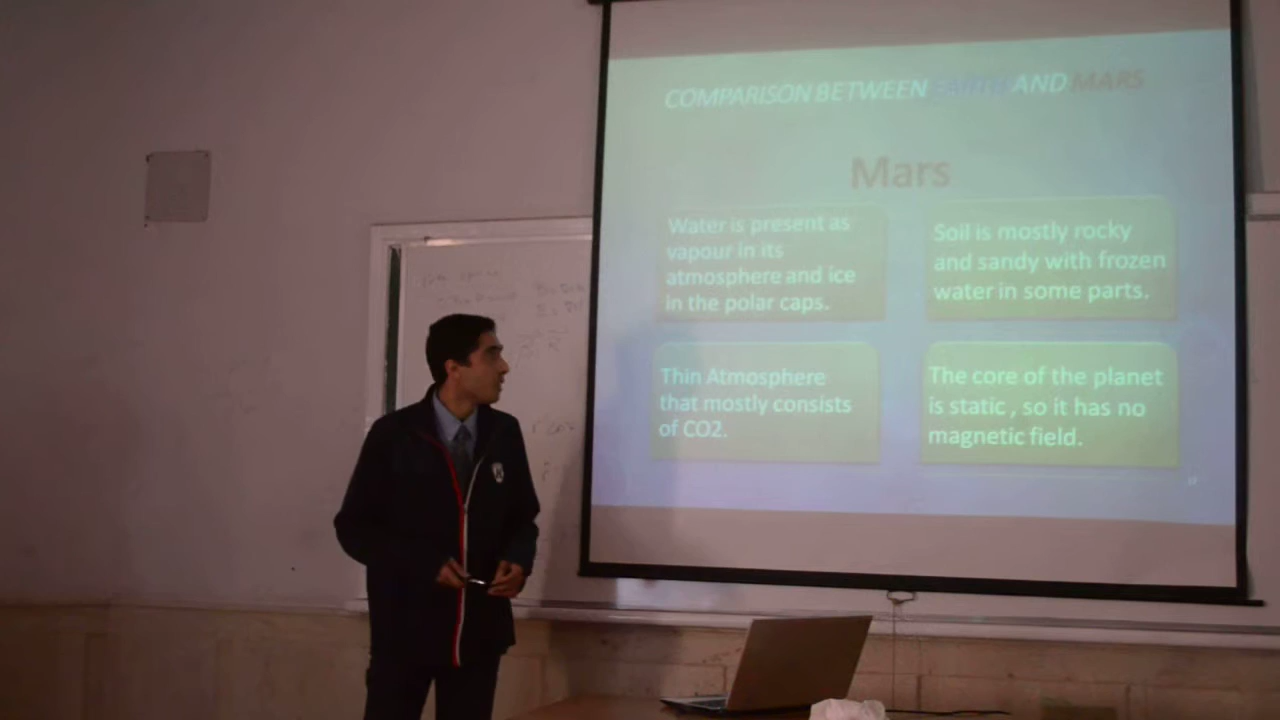 COMPARISON BETWEEN EARTH AND MARS
Mars
Water is present as
vapour in its
atmosphere and ice
in the polar caps.
Soil is mostly rocky
and sandy with frozen
water in some parts.
Thin Atmosphere
that mostly consists
of CO2.
The core of the planet
is static , so it has no
magnetic field.